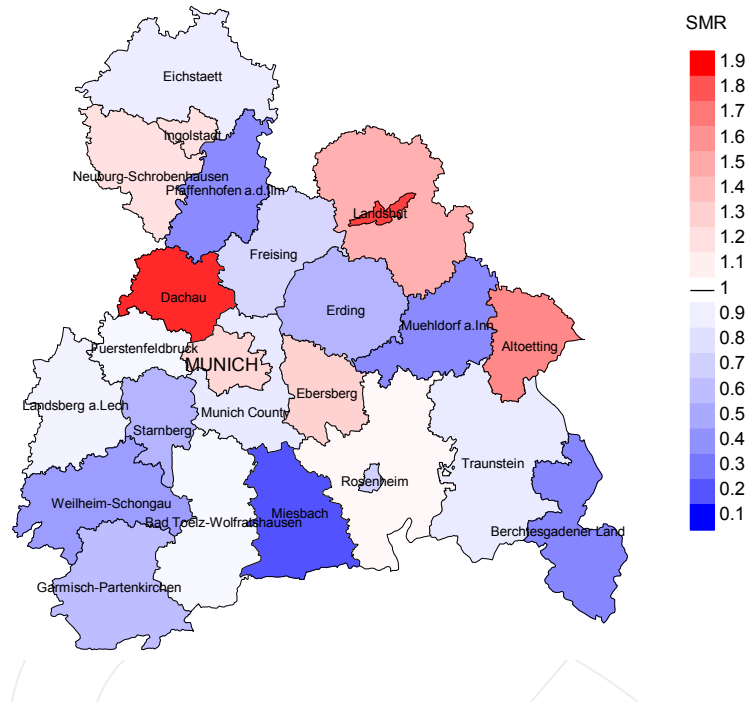 SMR
Eichstaett
Ingolstadt
Neuburg-Schrobenhausen
Pfaffenhofen a.d.Ilm
Landshut
Freising
Dachau
Erding
Muehldorf a.Inn
Altoetting
Fuerstenfeldbruck
MUNICH
Ebersberg
Landsberg a.Lech
Munich County
Starnberg
Traunstein
Rosenheim
Weilheim-Schongau
Miesbach
Bad Toelz-Wolfratshausen
Berchtesgadener Land
Garmisch-Partenkirchen
1.9
1.8
1.7
1.6
1.5
1.4
1.3
1.2
1.1
1
0.9
0.8
0.7
0.6
0.5
0.4
0.3
0.2
0.1